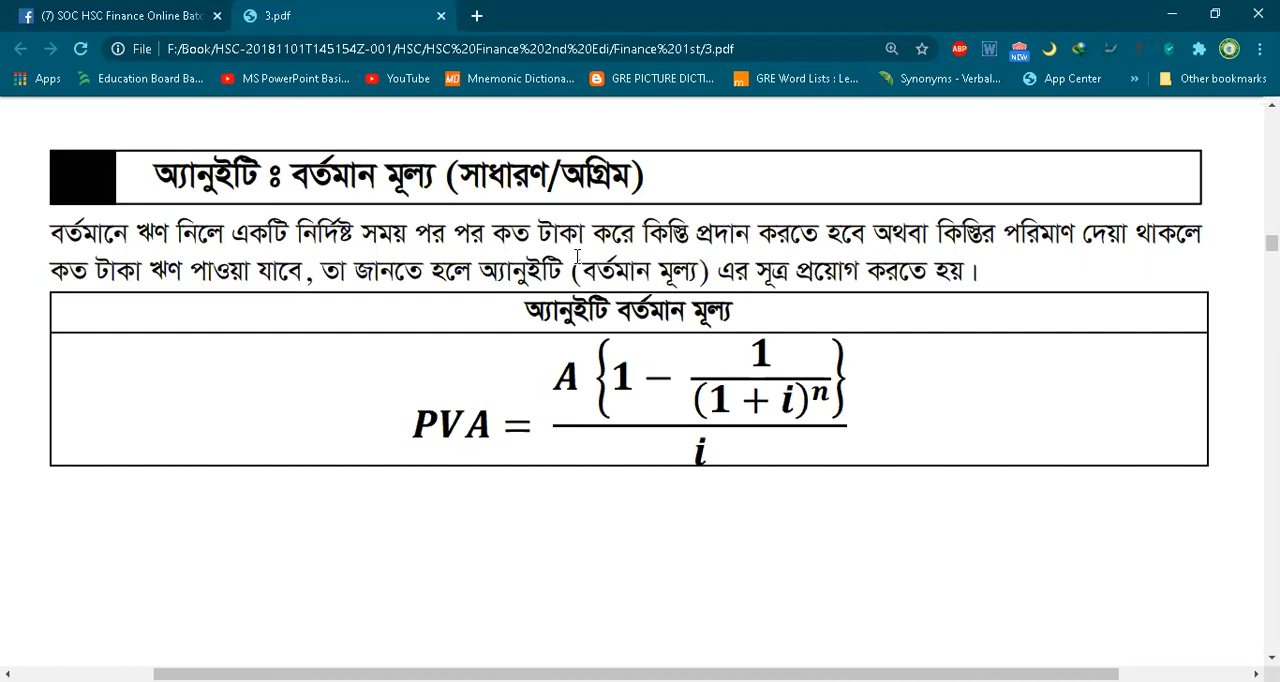 (7) SOC HSC Finance Online Batc
3.pdf
File F:/Book/HSC-20181101T145154Z-001/HSC/HSC%20Finance%202nd%20Edi/Finance%201st/3.pdf
ABP
NEW
Apps Education Board Ba... MS PowerPoint Basi... YouTube Mnemonic Dictiona... GRE PICTURE DICTI... GRE Word Lists : Le... Synonyms - Verbal... App Center » Other bookmarks
অ্যানুইটি ঃ বর্তমান মূল্য (সাধারণ/অগ্রিম)
বর্তমানে ঋণ নিলে একটি নির্দিষ্ট সময় পর পর কত টাকা করে কিস্তি প্রদান করতে হবে অথবা কিস্তির পরিমাণ দেয়া থাকলে
কত টাকা ঋণ পাওয়া যাবে, তা জানতে হলে অ্যানুইটি (বর্তমান মূল্য) এর সূত্র প্রয়োগ করতে হয়।
অ্যানুইটি বর্তমান মূল্য
PVA = A {1 − 1/(1 + i)^n} / i